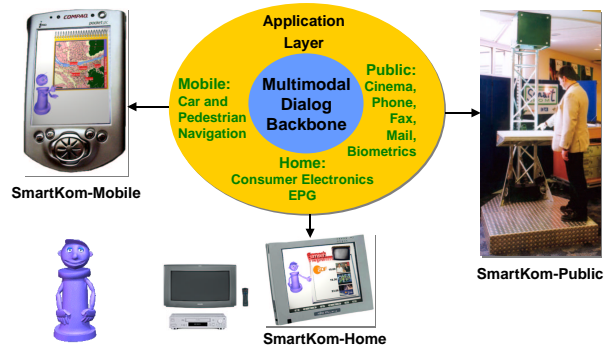 COMPAQ
Application
Layer
Mobile:
Car and
Pedestrian
Navigation
Multimodal
Dialog
Backbone
Public:
Cinema,
Phone,
Fax,
Mail,
Biometrics
Home:
Consumer Electronics
EPG
SmartKom-Mobile
SmartKom-Public
SmartKom-Home